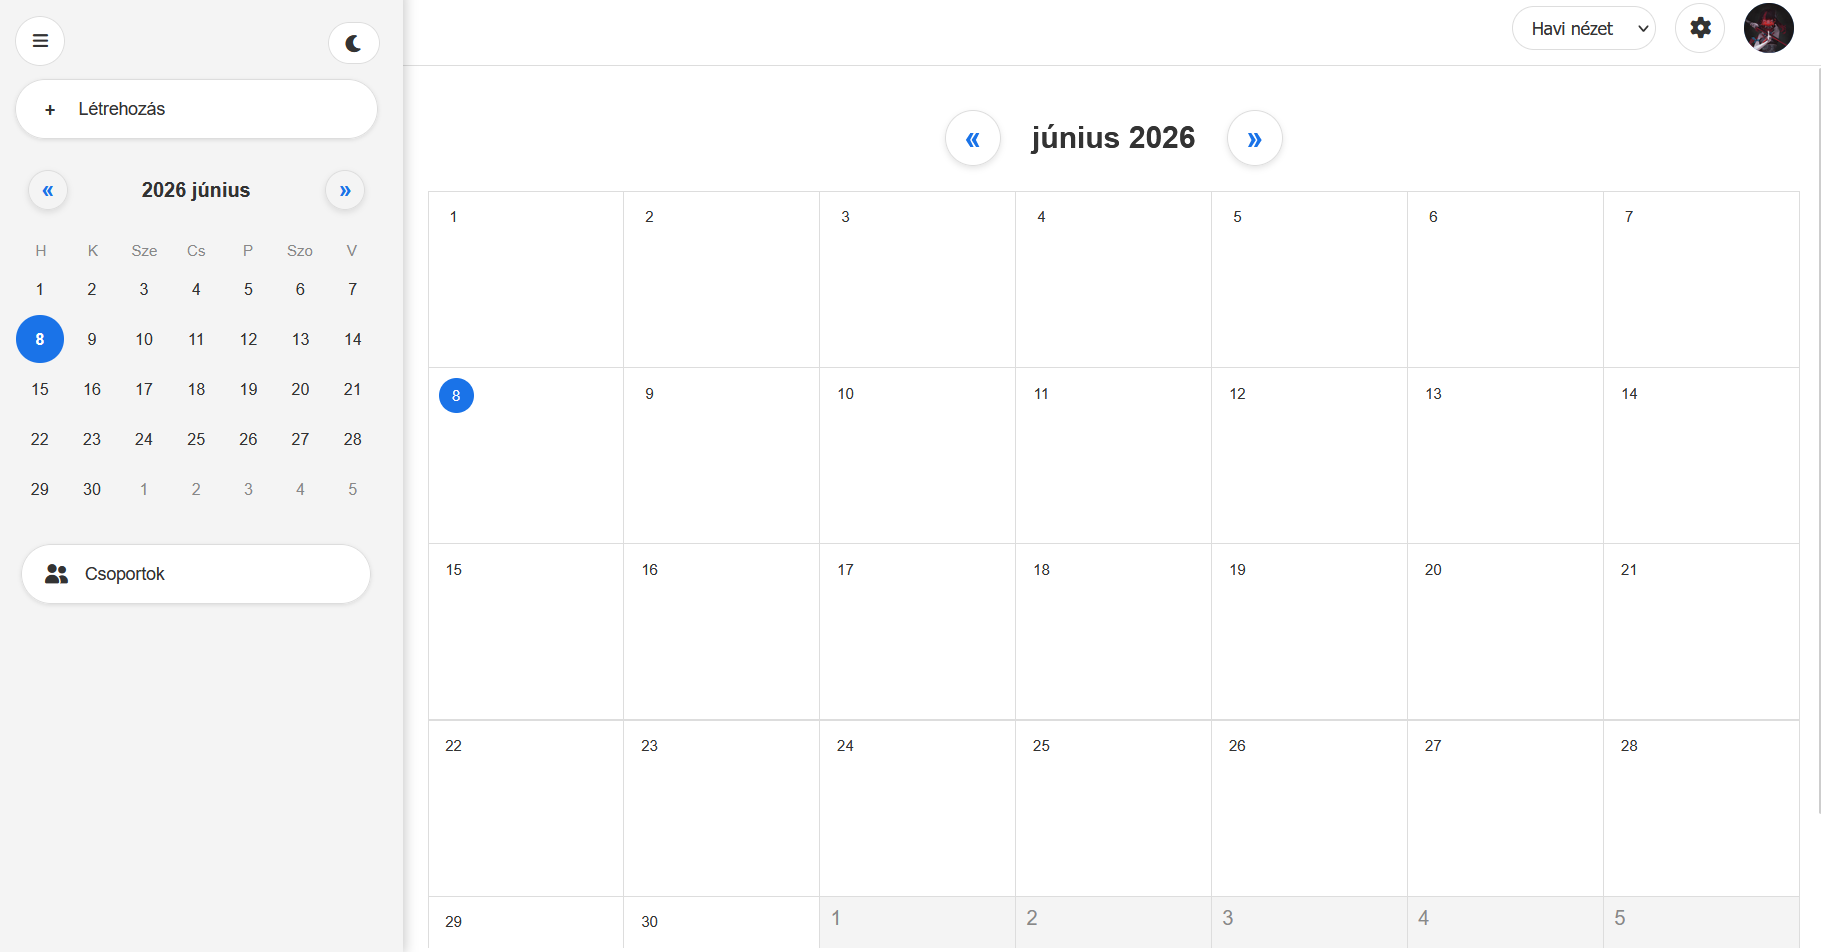 Létrehozás
« 2026 június »
H K Sze Cs P Szo V
1 2 3 4 5 6 7
8 9 10 11 12 13 14
15 16 17 18 19 20 21
22 23 24 25 26 27 28
29 30 1 2 3 4 5
Csoportok
Havi nézet
« június 2026 »
1 2 3 4 5 6 7
8 9 10 11 12 13 14
15 16 17 18 19 20 21
22 23 24 25 26 27 28
29 30 1 2 3 4 5